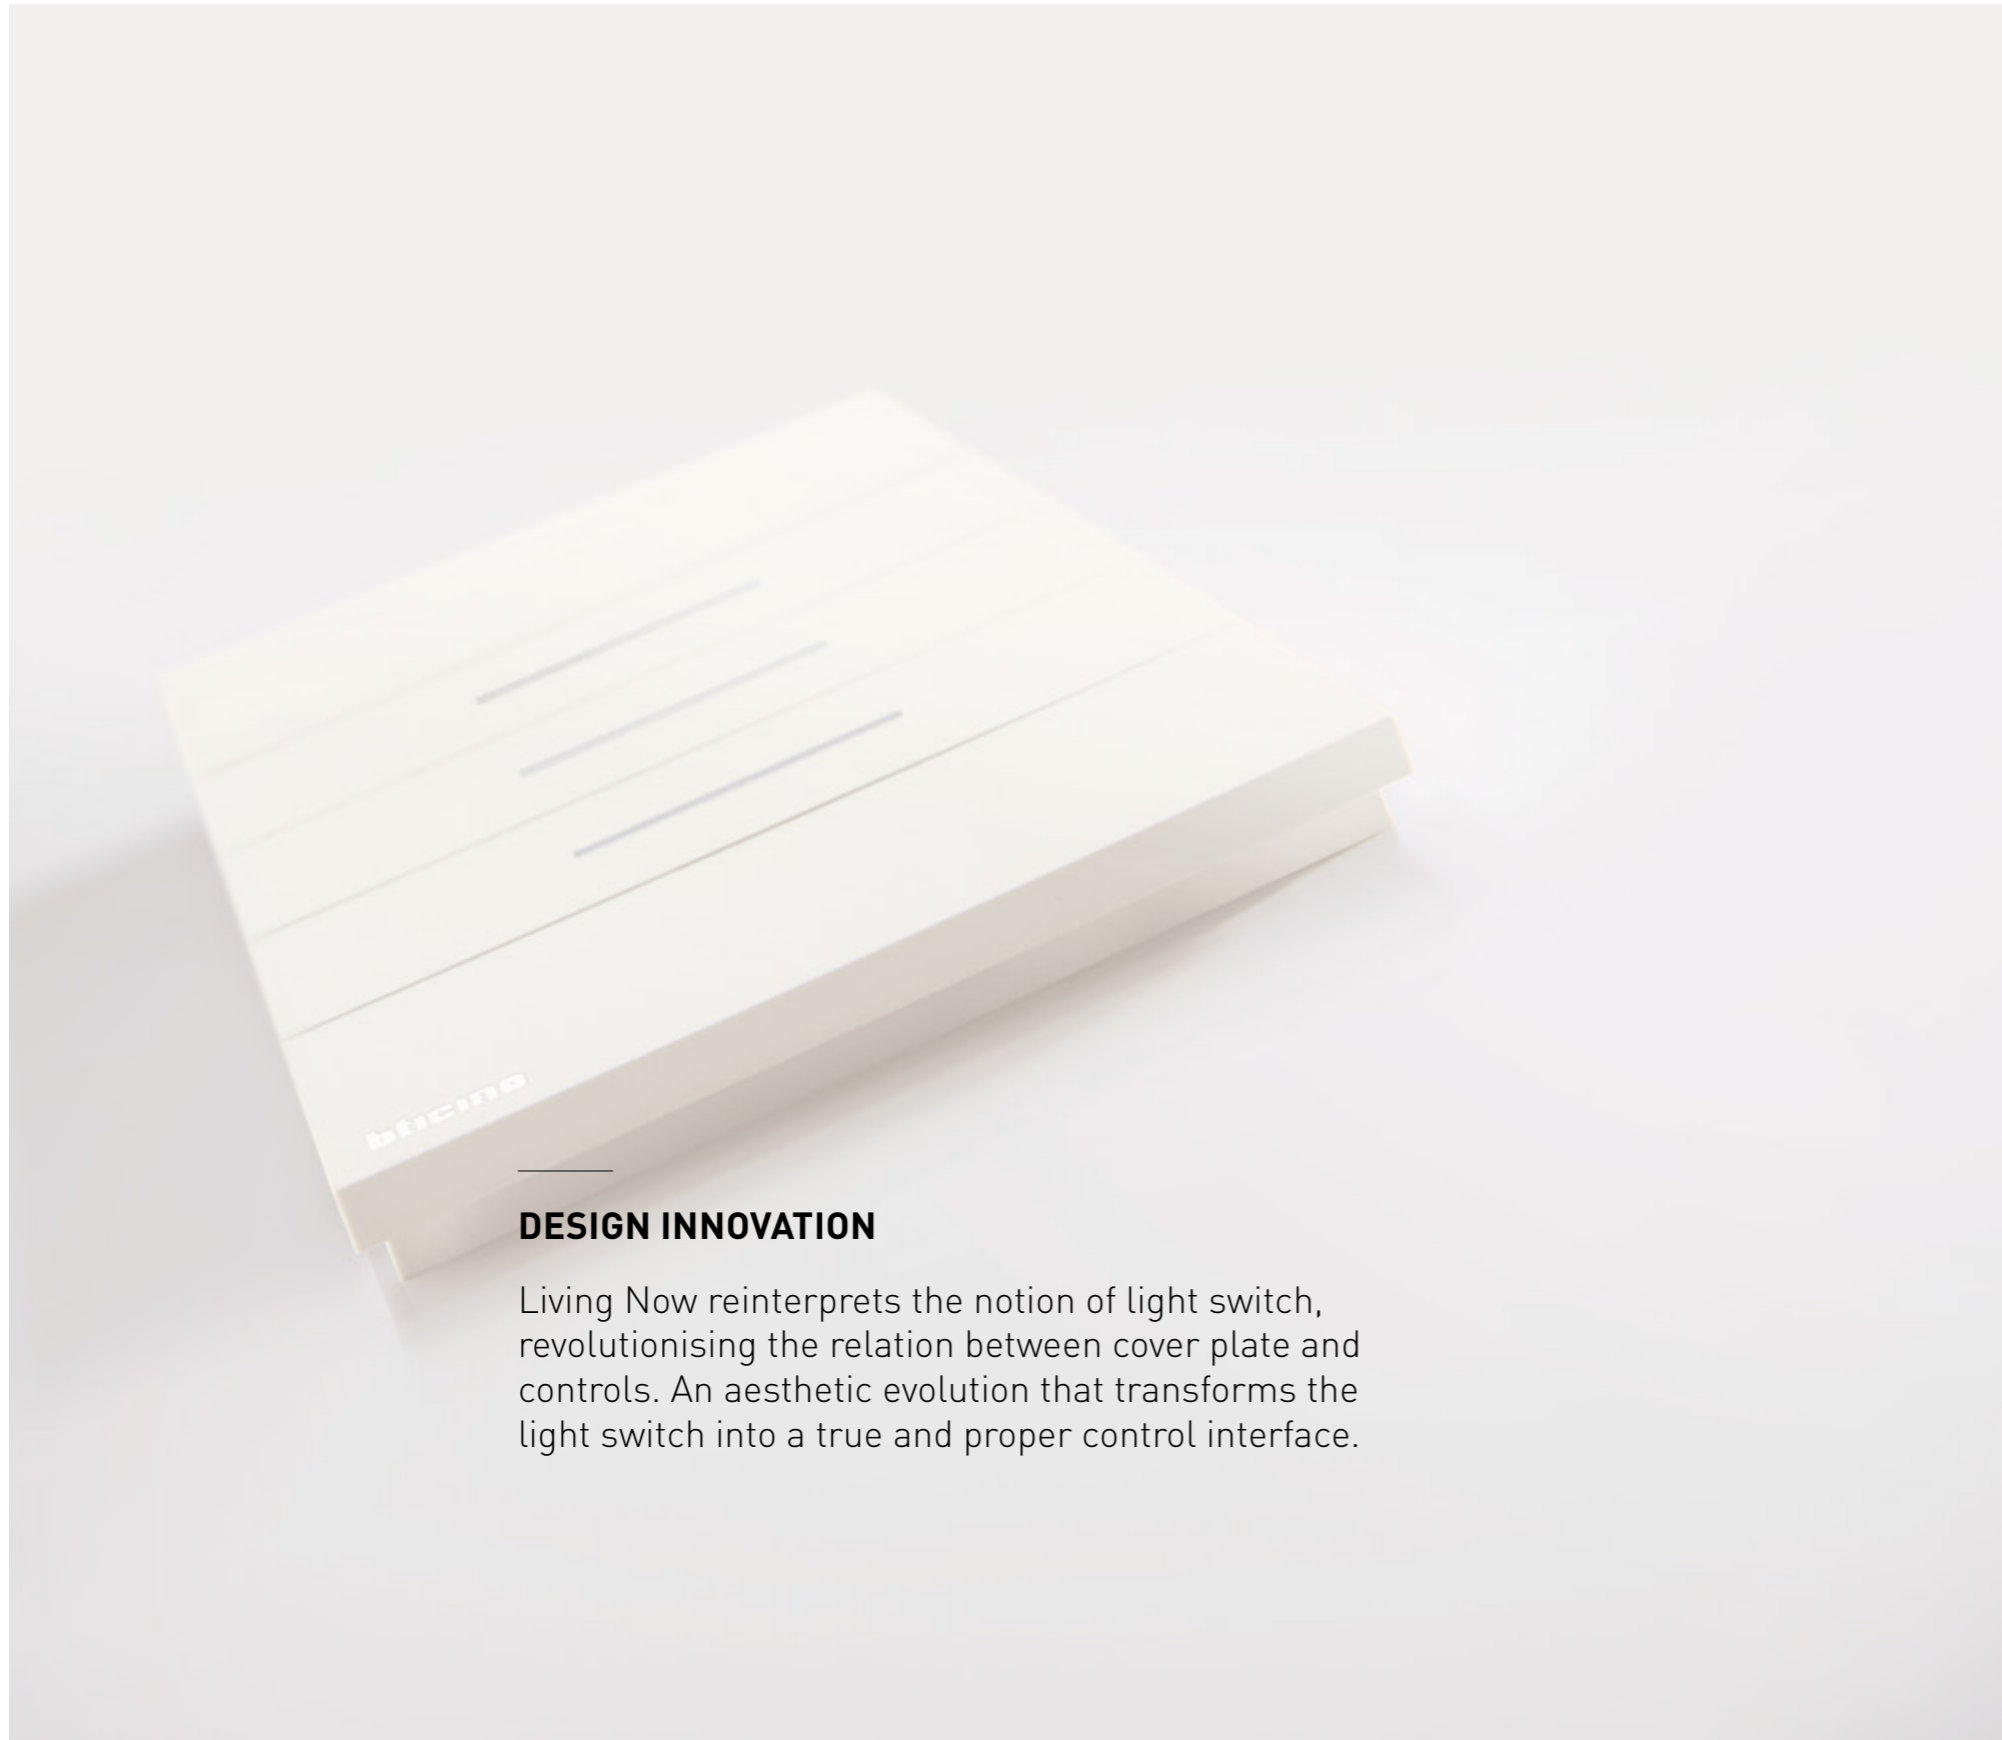 bticino
DESIGN INNOVATION
Living Now reinterprets the notion of light switch,
revolutionising the relation between cover plate and
controls. An aesthetic evolution that transforms the
light switch into a true and proper control interface.